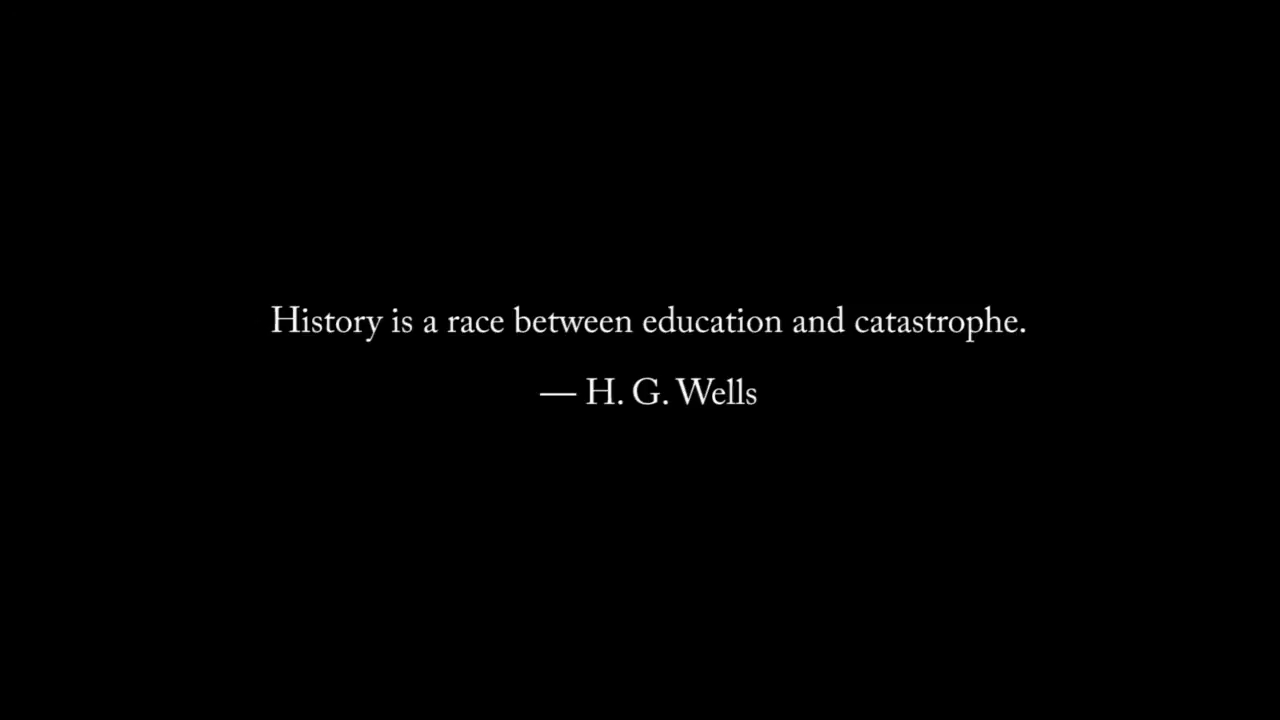 History is a race between education and catastrophe.
— H. G. Wells